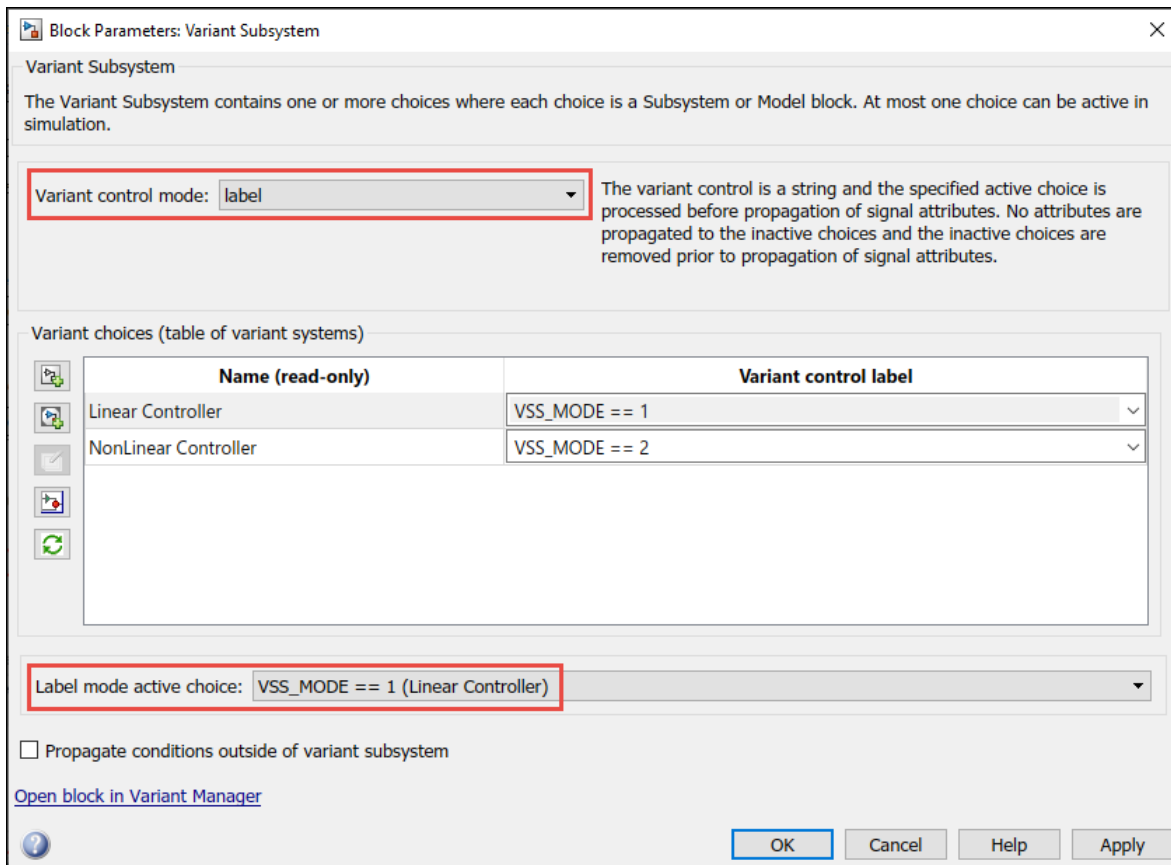 Block Parameters: Variant Subsystem
Variant Subsystem
The Variant Subsystem contains one or more choices where each choice is a Subsystem or Model block. At most one choice can be active in
simulation.
Variant control mode: label
The variant control is a string and the specified active choice is
processed before propagation of signal attributes. No attributes are
propagated to the inactive choices and the inactive choices are
removed prior to propagation of signal attributes.
Variant choices (table of variant systems)
Name (read-only) Variant control label
Linear Controller VSS_MODE == 1
NonLinear Controller VSS_MODE == 2
Label mode active choice: VSS_MODE == 1 (Linear Controller)
Propagate conditions outside of variant subsystem
Open block in Variant Manager
OK Cancel Help Apply